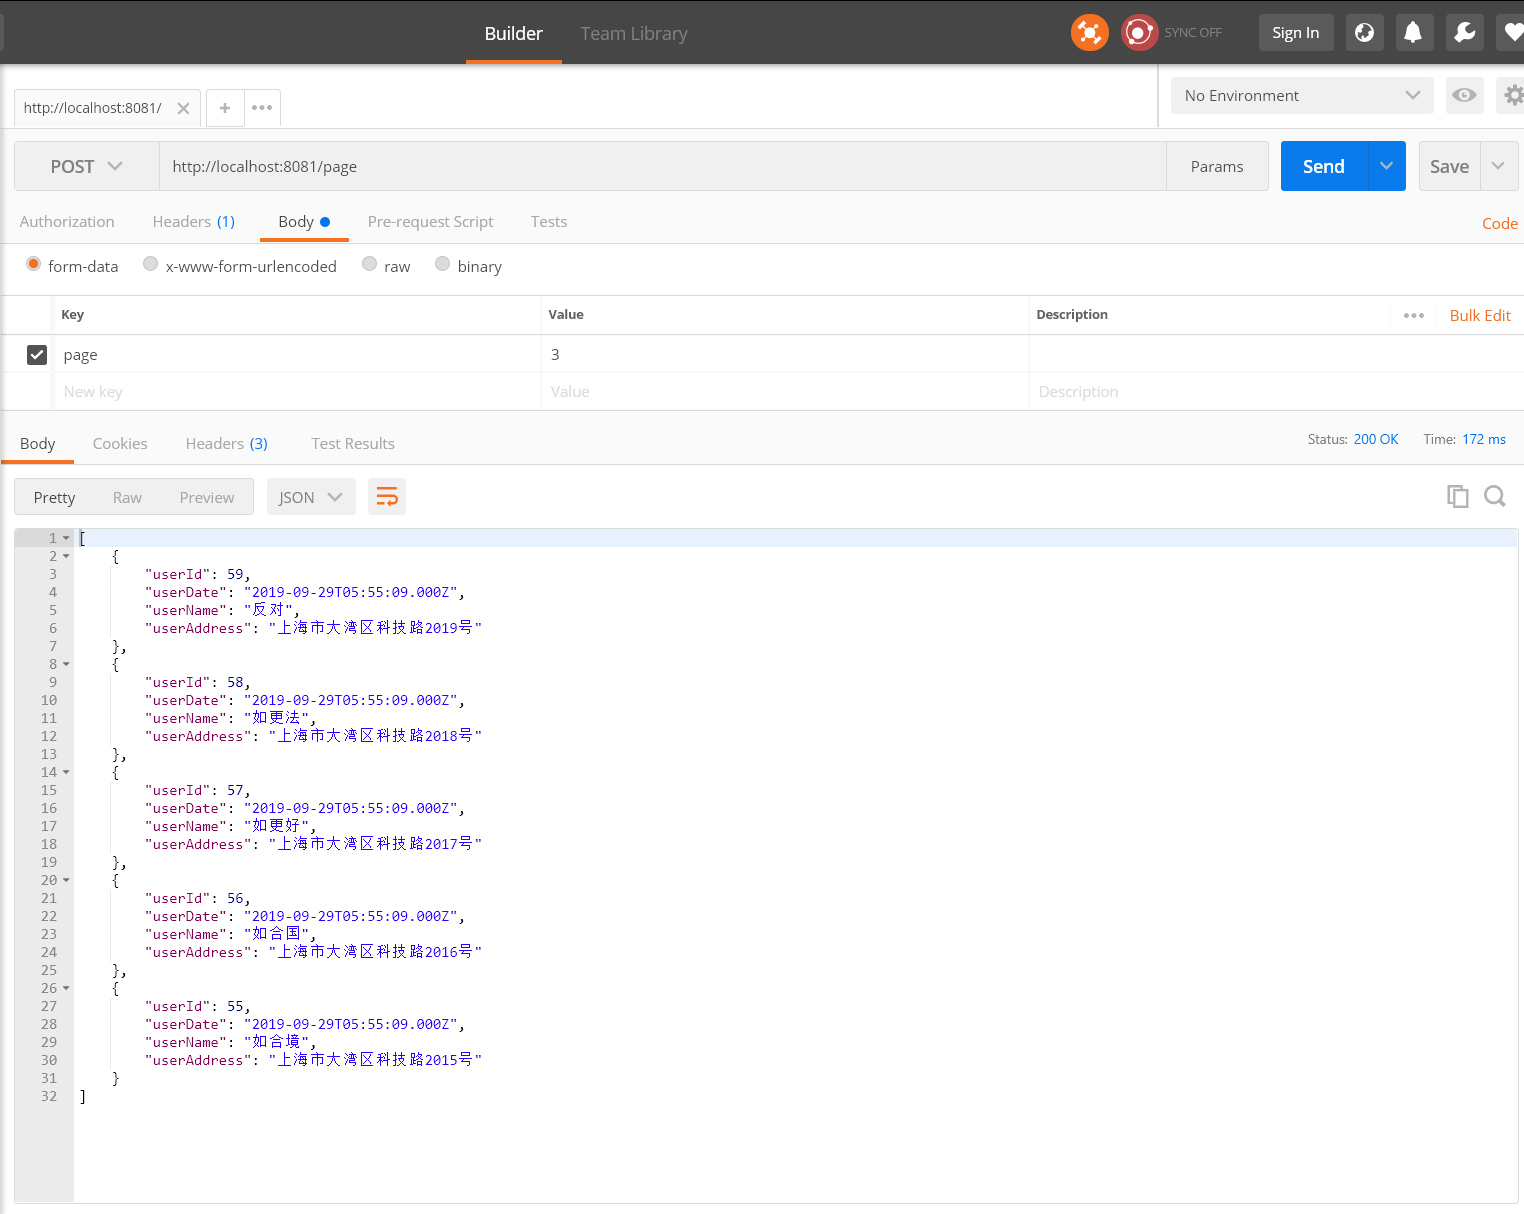 Builder Team Library SYNC OFF Sign In
http://localhost:8081/ No Environment
POST http://localhost:8081/page Params Send Save
Authorization Headers (1) Body Pre-request Script Tests Code
form-data x-www-form-urlencoded raw binary
Key Value Description Bulk Edit
page 3
New key Value Description
Body Cookies Headers (3) Test Results Status: 200 OK Time: 172 ms
Pretty Raw Preview JSON
1 [
2 {
3 "userId": 59,
4 "userDate": "2019-09-29T05:55:09.000Z",
5 "userName": "反对",
6 "userAddress": "上海市大湾区科技路2019号"
7 },
8 {
9 "userId": 58,
10 "userDate": "2019-09-29T05:55:09.000Z",
11 "userName": "如更法",
12 "userAddress": "上海市大湾区科技路2018号"
13 },
14 {
15 "userId": 57,
16 "userDate": "2019-09-29T05:55:09.000Z",
17 "userName": "如更好",
18 "userAddress": "上海市大湾区科技路2017号"
19 },
20 {
21 "userId": 56,
22 "userDate": "2019-09-29T05:55:09.000Z",
23 "userName": "如合国",
24 "userAddress": "上海市大湾区科技路2016号"
25 },
26 {
27 "userId": 55,
28 "userDate": "2019-09-29T05:55:09.000Z",
29 "userName": "如合境",
30 "userAddress": "上海市大湾区科技路2015号"
31 }
32 ]